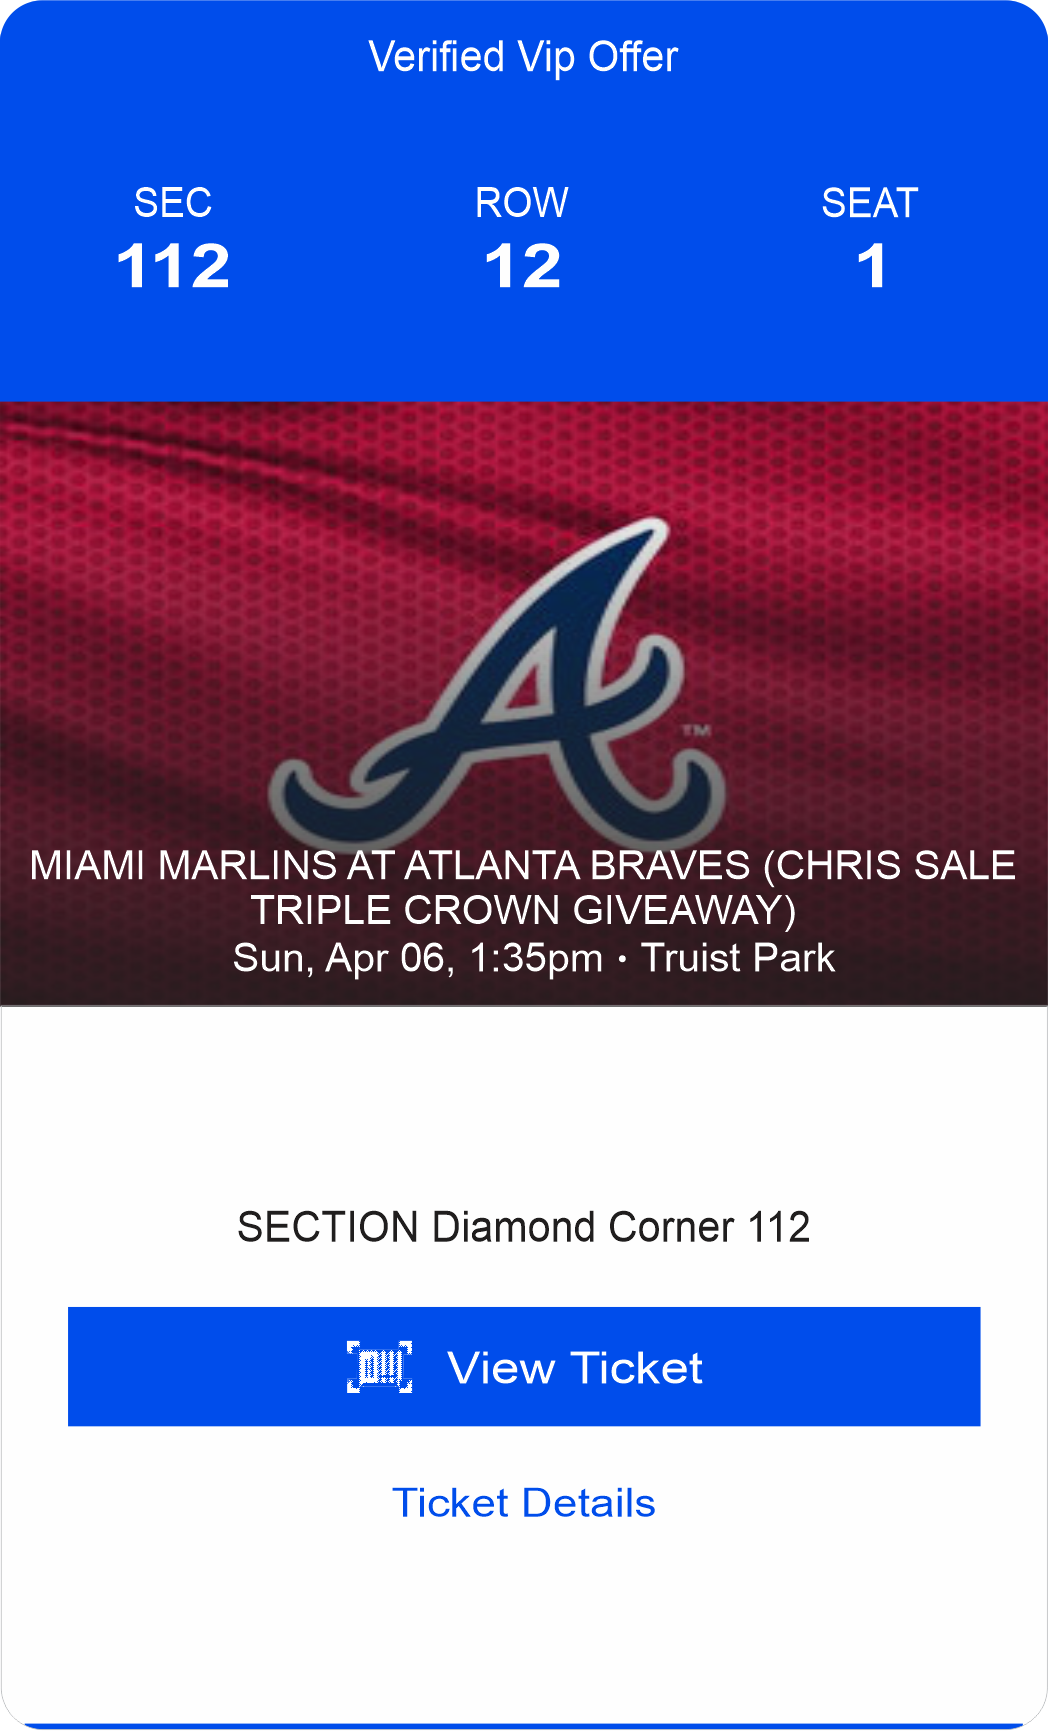 Verified Vip Offer
SEC ROW SEAT
112 12 1
A
TM
MIAMI MARLINS AT ATLANTA BRAVES (CHRIS SALE
TRIPLE CROWN GIVEAWAY)
Sun, Apr 06, 1:35pm • Truist Park
SECTION Diamond Corner 112
View Ticket
Ticket Details